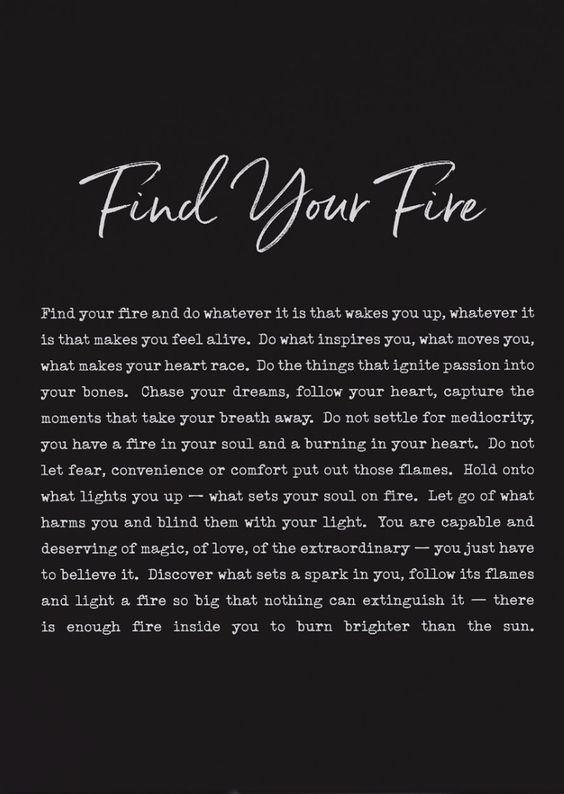 Find Your Fire
Find your fire and do whatever it is that wakes you up, whatever it
is that makes you feel alive. Do what inspires you, what moves you,
what makes your heart race. Do the things that ignite passion into
your bones. Chase your dreams, follow your heart, capture the
moments that take your breath away. Do not settle for mediocrity,
you have a fire in your soul and a burning in your heart. Do not
let fear, convenience or comfort put out those flames. Hold onto
what lights you up — what sets your soul on fire. Let go of what
harms you and blind them with your light. You are capable and
deserving of magic, of love, of the extraordinary — you just have
to believe it. Discover what sets a spark in you, follow its flames
and light a fire so big that nothing can extinguish it — there
is enough fire inside you to burn brighter than the sun.